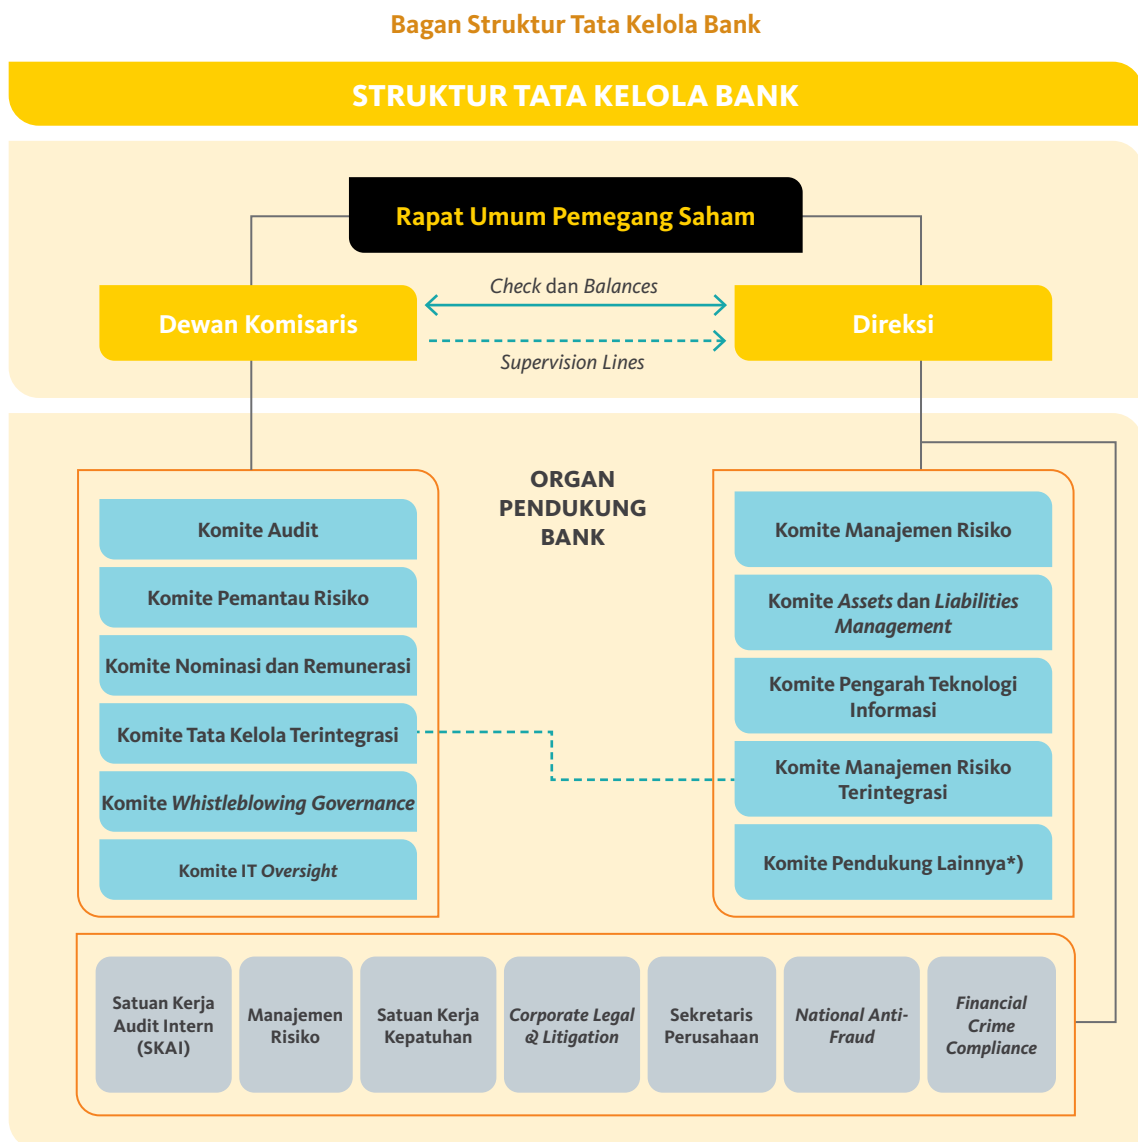 Bagan Struktur Tata Kelola Bank
STRUKTUR TATA KELOLA BANK
Rapat Umum Pemegang Saham
Check dan Balances
Dewan Komisaris
Direksi
Supervision Lines
ORGAN
PENDUKUNG
BANK
Komite Audit
Komite Pemantau Risiko
Komite Nominasi dan Remunerasi
Komite Tata Kelola Terintegrasi
Komite Whistleblowing Governance
Komite IT Oversight
Komite Manajemen Risiko
Komite Assets dan Liabilities
Management
Komite Pengarah Teknologi
Informasi
Komite Manajemen Risiko
Terintegrasi
Komite Pendukung Lainnya*)
Satuan Kerja
Audit Intern
(SKAI)
Manajemen
Risiko
Satuan Kerja
Kepatuhan
Corporate Legal
& Litigation
Sekretaris
Perusahaan
National Anti-
Fraud
Financial
Crime
Compliance